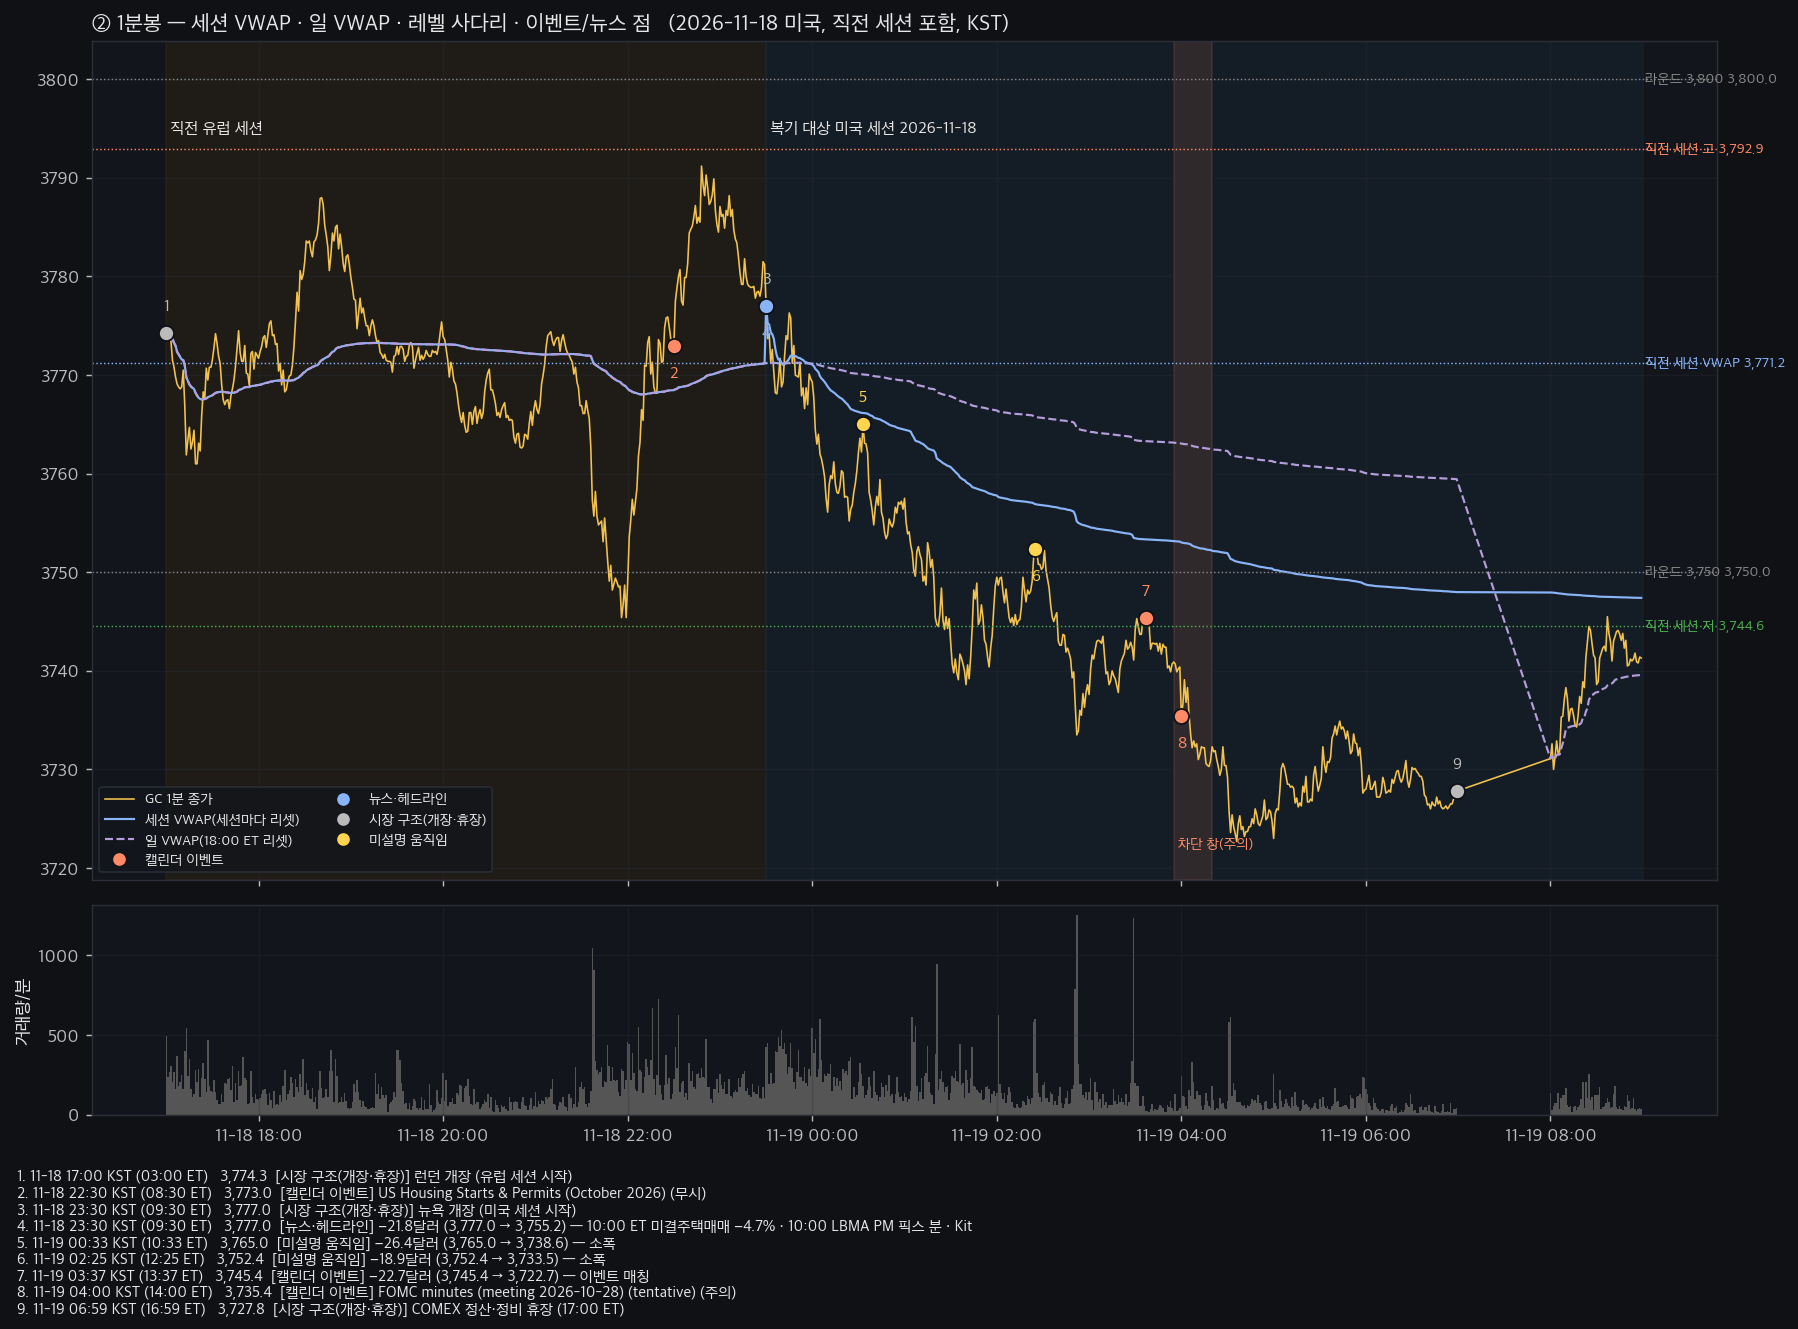 ② 1분봉 — 세션 VWAP · 일 VWAP · 레벨 사다리 · 이벤트/뉴스 점   (2026-11-18 미국, 직전 세션 포함, KST)
3800
3790
3780
3770
3760
3750
3740
3730
3720
직전 유럽 세션
복기 대상 미국 세션 2026-11-18
라운드 3,800 3,800.0
직전 세션 고 3,792.9
직전 세션 VWAP 3,771.2
라운드 3,750 3,750.0
직전 세션 저 3,744.6
1
2
3
5
6
7
8
9
차단 창(주의)
GC 1분 종가
세션 VWAP(세션마다 리셋)
일 VWAP(18:00 ET 리셋)
캘린더 이벤트
뉴스·헤드라인
시장 구조(개장·휴장)
미설명 움직임
거래량/분
1000
500
0
11-18 18:00
11-18 20:00
11-18 22:00
11-19 00:00
11-19 02:00
11-19 04:00
11-19 06:00
11-19 08:00
1. 11-18 17:00 KST (03:00 ET)   3,774.3  [시장 구조(개장·휴장)] 런던 개장 (유럽 세션 시작)
2. 11-18 22:30 KST (08:30 ET)   3,773.0  [캘린더 이벤트] US Housing Starts & Permits (October 2026) (무시)
3. 11-18 23:30 KST (09:30 ET)   3,777.0  [시장 구조(개장·휴장)] 뉴욕 개장 (미국 세션 시작)
4. 11-18 23:30 KST (09:30 ET)   3,777.0  [뉴스·헤드라인] −21.8달러 (3,777.0 → 3,755.2) — 10:00 ET 미결주택매매 −4.7% · 10:00 LBMA PM 픽스 분 · Kit
5. 11-19 00:33 KST (10:33 ET)   3,765.0  [미설명 움직임] −26.4달러 (3,765.0 → 3,738.6) — 소폭
6. 11-19 02:25 KST (12:25 ET)   3,752.4  [미설명 움직임] −18.9달러 (3,752.4 → 3,733.5) — 소폭
7. 11-19 03:37 KST (13:37 ET)   3,745.4  [캘린더 이벤트] −22.7달러 (3,745.4 → 3,722.7) — 이벤트 매칭
8. 11-19 04:00 KST (14:00 ET)   3,735.4  [캘린더 이벤트] FOMC minutes (meeting 2026-10-28) (tentative) (주의)
9. 11-19 06:59 KST (16:59 ET)   3,727.8  [시장 구조(개장·휴장)] COMEX 정산·정비 휴장 (17:00 ET)